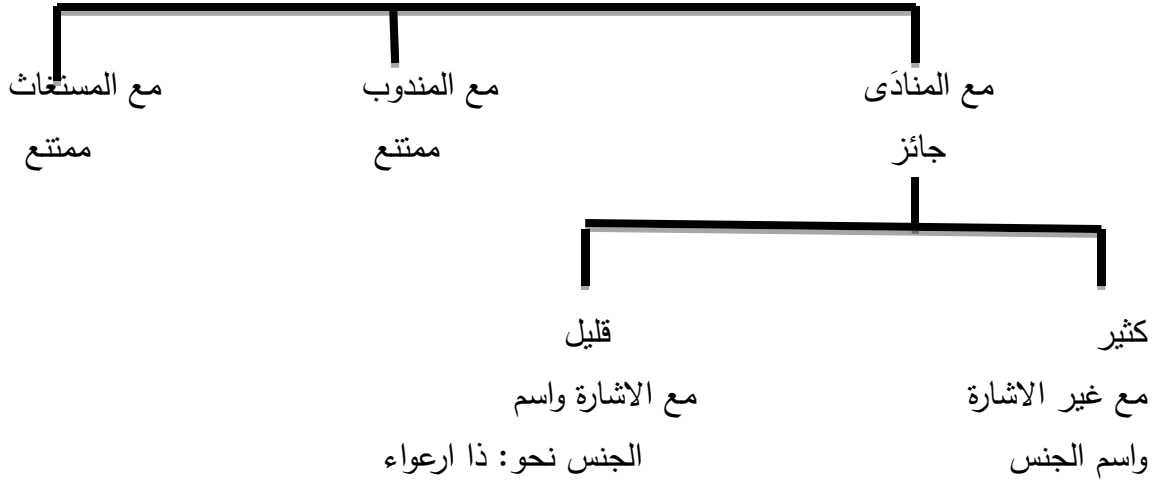 مع المنادَى مع المندوب مع المستغاث
جائز ممتنع ممتنع
كثير قليل
مع غير الاشارة مع الاشارة واسم
واسم الجنس الجنس نحو: ذا ارعواء